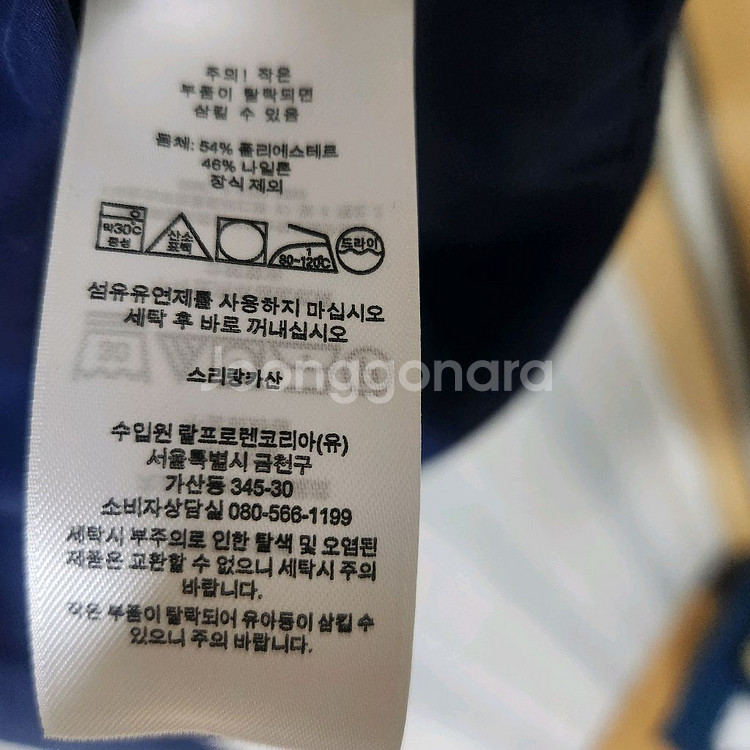 주의! 작은
부품이 탈락되면
삼킬 수 있음
몸체: 54% 폴리에스테르
46% 나일론
장식 제외
약30℃
중성
산소
표백
1
80~120℃
드라이
섬유유연제를 사용하지 마십시오
세탁 후 바로 꺼내십시오
Joonggonara
스리랑카산
수입원 랄프로렌코리아(유)
서울특별시 금천구
가산동 345-30
소비자상담실 080-566-1199
세탁시 부주의로 인한 탈색 및 오염된
제품은 교환할 수 없으니 세탁시 주의
바랍니다.
작은 부품이 탈락되어 유아등이 삼킬 수
있으니 주의 바랍니다.